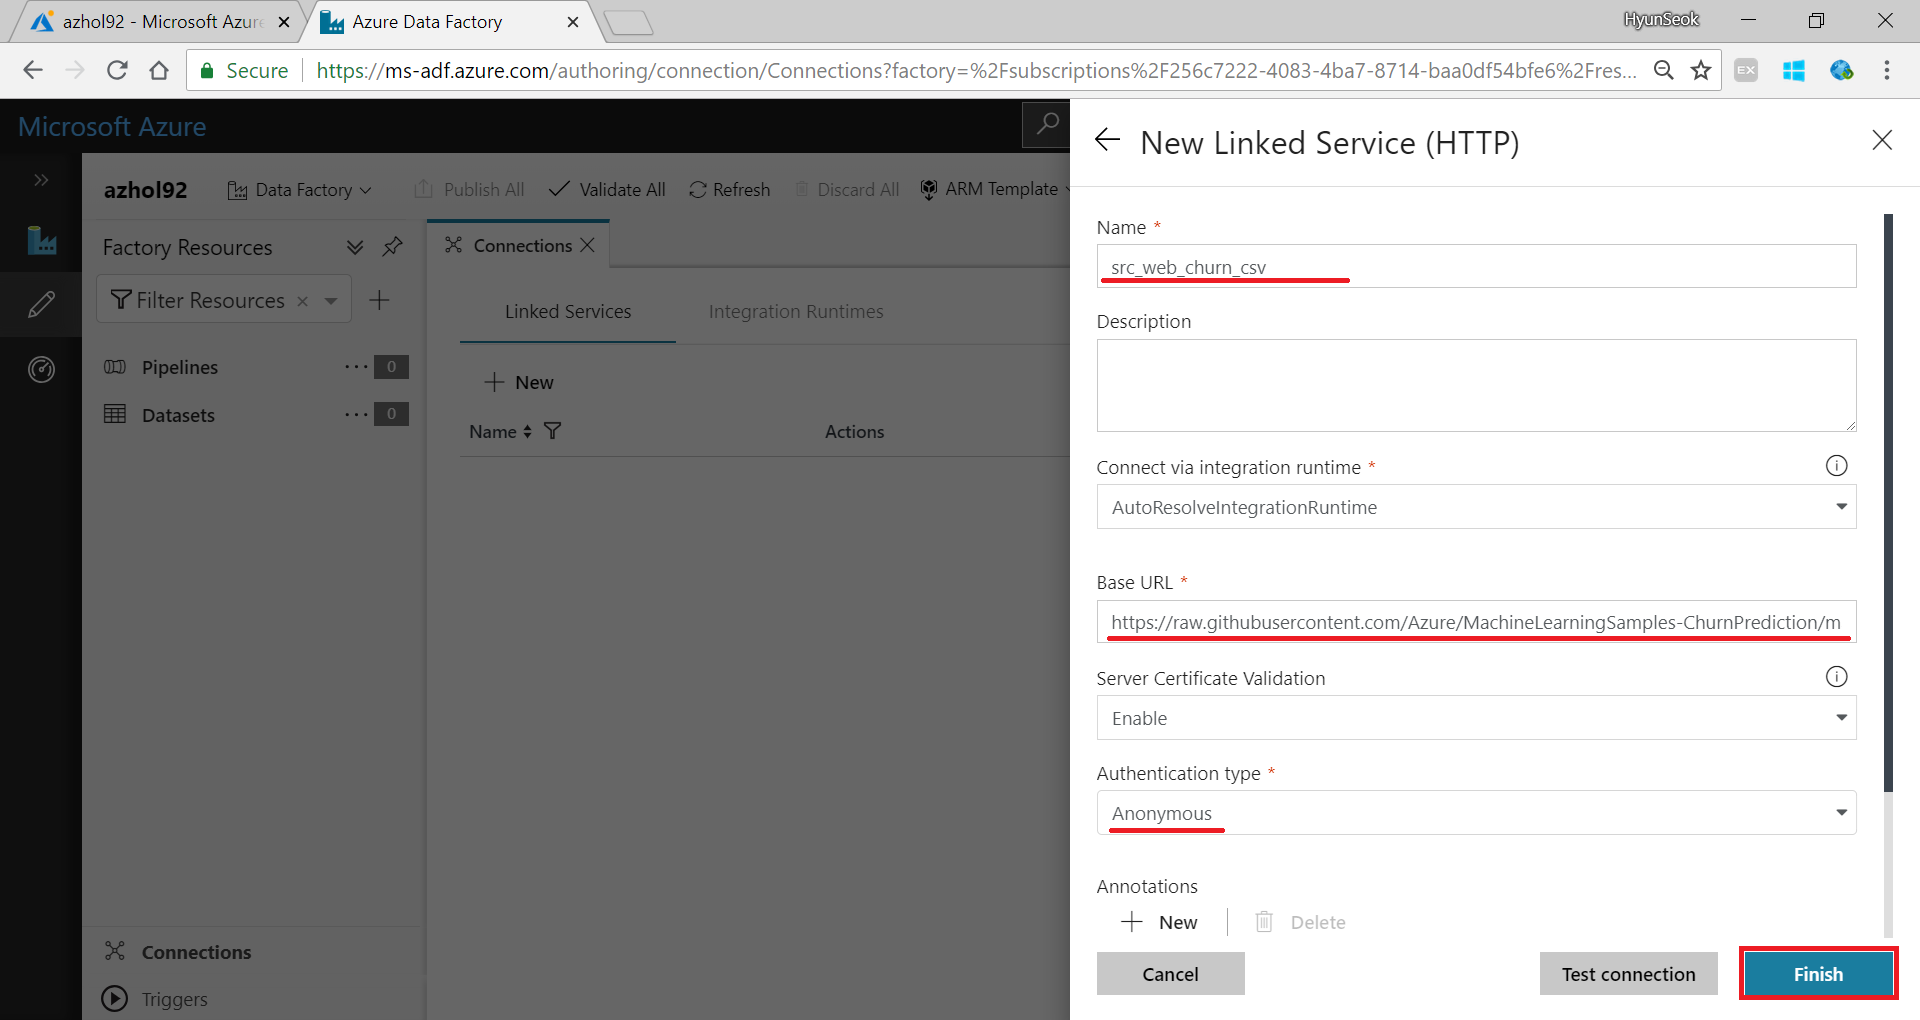 azhol92 - Microsoft Azur
Azure Data Factory
HyunSeok
Secure
https://ms-adf.azure.com/authoring/connection/Connections?factory=%2Fsubscriptions%2F256c7222-4083-4ba7-8714-baa0df54bfe6%2Fres...
EX
Microsoft Azure
azhol92
Data Factory
Publish All
Validate All
Refresh
Discard All
ARM Template
Factory Resources
Filter Resources
Pipelines
0
Datasets
0
Connections
Triggers
Connections
Linked Services
Integration Runtimes
New
Name
Actions
New Linked Service (HTTP)
Name *
src_web_churn_csv
Description
Connect via integration runtime *
AutoResolveIntegrationRuntime
Base URL *
https://raw.githubusercontent.com/Azure/MachineLearningSamples-ChurnPrediction/m
Server Certificate Validation
Enable
Authentication type *
Anonymous
Annotations
New
Delete
Cancel
Test connection
Finish